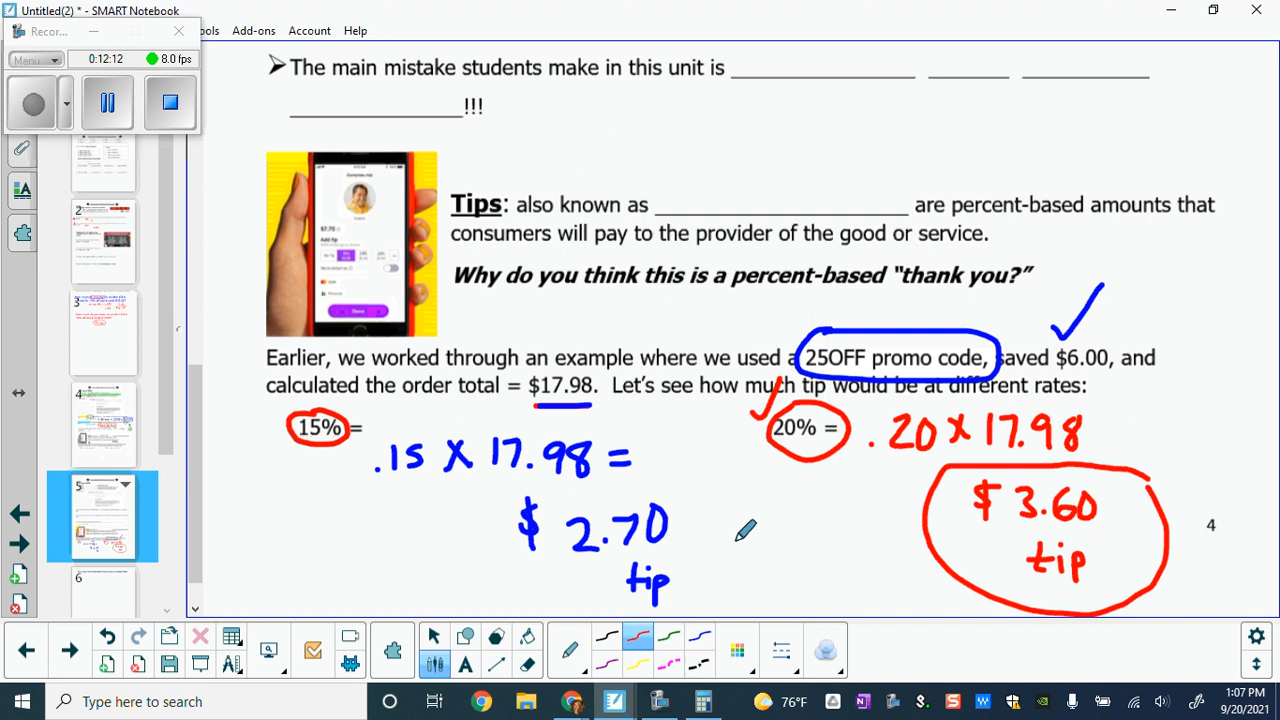 Untitled(2) * - SMART Notebook
Recor...
ols Add-ons Account Help
Menu
0:12:12 8.0 fps
The main mistake students make in this unit is ____________ ______ __________
____________!!!
Tips: also known as __________________ are percent-based amounts that
consumers will pay to the provider of the good or service.
Why do you think this is a percent-based “thank you?”
Earlier, we worked through an example where we used a 25OFF promo code, saved $6.00, and
calculated the order total = $17.98. Let’s see how much tip would be at different rates:
15% =
.15 x 17.98 =
$ 2.70
tip
20% =
.20 x 17.98
$ 3.60
tip
4
2
3
4
5
6
Type here to search
76°F
1:07 PM
9/20/2021